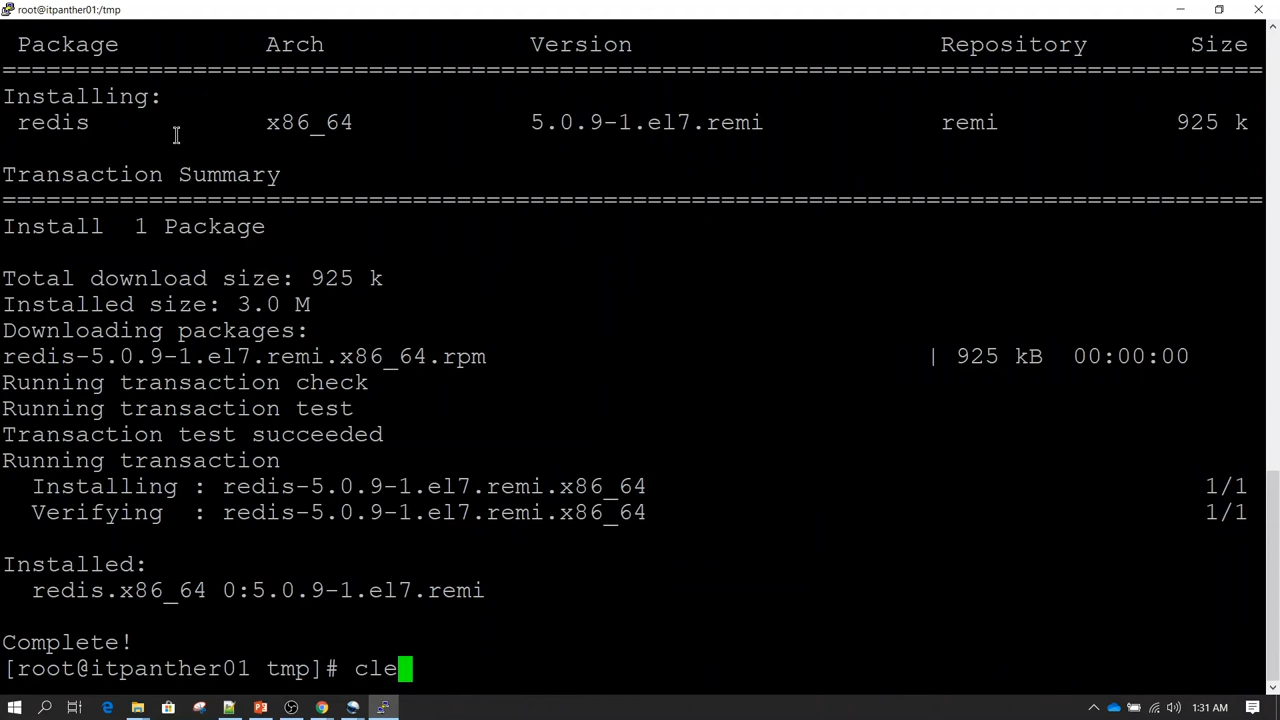 root@itpanther01:/tmp
Package Arch Version Repository Size
================================================================================
Installing:
redis x86_64 5.0.9-1.el7.remi remi 925 k
Transaction Summary
================================================================================
Install 1 Package
Total download size: 925 k
Installed size: 3.0 M
Downloading packages:
redis-5.0.9-1.el7.remi.x86_64.rpm | 925 kB 00:00:00
Running transaction check
Running transaction test
Transaction test succeeded
Running transaction
Installing : redis-5.0.9-1.el7.remi.x86_64 1/1
Verifying : redis-5.0.9-1.el7.remi.x86_64 1/1
Installed:
redis.x86_64 0:5.0.9-1.el7.remi
Complete!
[root@itpanther01 tmp]# cle
1:31 AM